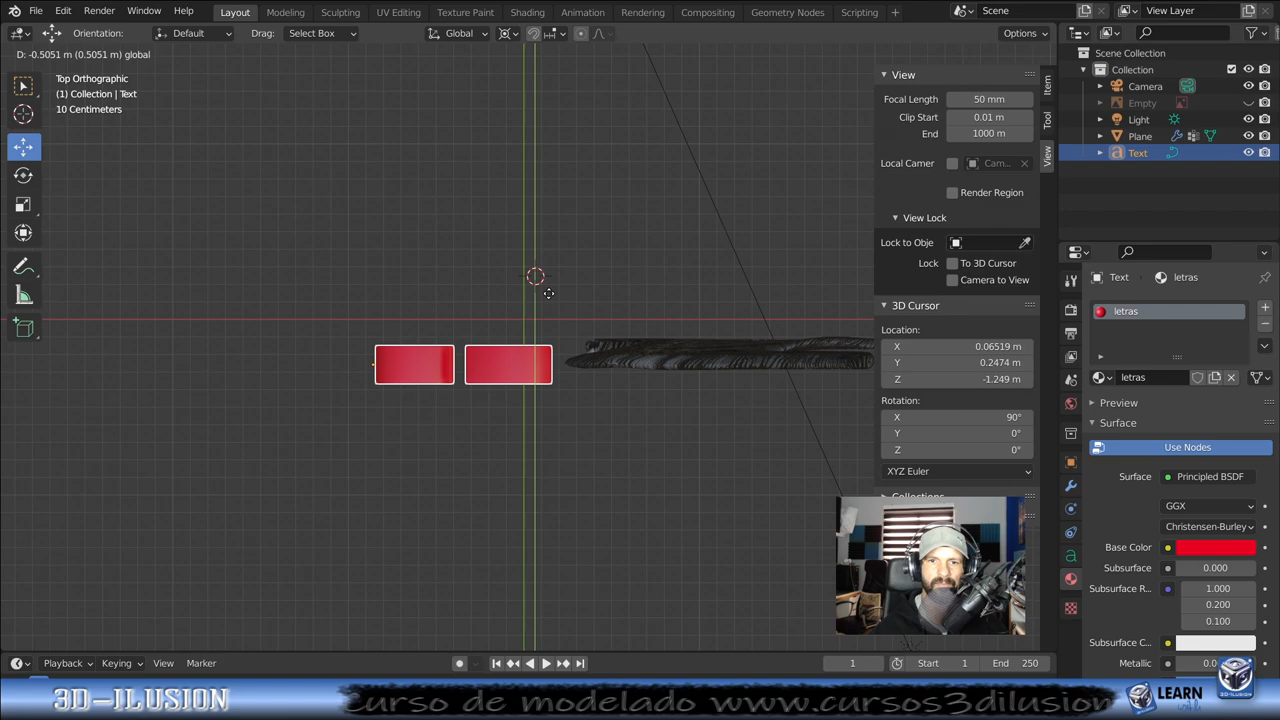 File Edit Render Window Help
Layout Modeling Sculpting UV Editing Texture Paint Shading Animation Rendering Compositing Geometry Nodes Scripting +
Scene
View Layer
Orientation: Default Drag: Select Box Global Options
D: -0.5051 m (0.5051 m) global
Top Orthographic
(1) Collection | Text
10 Centimeters
View
Focal Length 50 mm
Clip Start 0.01 m
End 1000 m
Local Camer Cam...
Render Region
View Lock
Lock to Obje
Lock To 3D Cursor
Camera to View
3D Cursor
Location:
X 0.06519 m
Y 0.2474 m
Z -1.249 m
Rotation:
X 90°
Y 0°
Z 0°
XYZ Euler
Item
Tool
View
Scene Collection
Collection
Camera
Empty
Light
Plane
Text
Text letras
letras
letras
Preview
Surface
Use Nodes
Surface Principled BSDF
GGX
Christensen-Burley
Base Color
Subsurface 0.000
Subsurface R... 1.000
0.200
0.100
Subsurface C...
Metallic
Playback Keying View Marker
1 Start 1 End 250
3D-ILUSION
Curso de modelado www.cursos3dilusion
LEARN